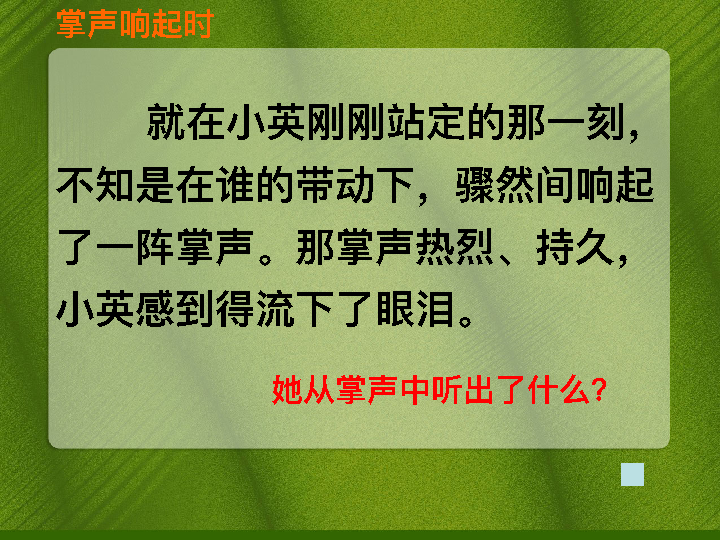 掌声响起时
就在小英刚刚站定的那一刻，
不知是在谁的带动下，骤然间响起
了一阵掌声。那掌声热烈、持久，
小英感到得流下了眼泪。
她从掌声中听出了什么？